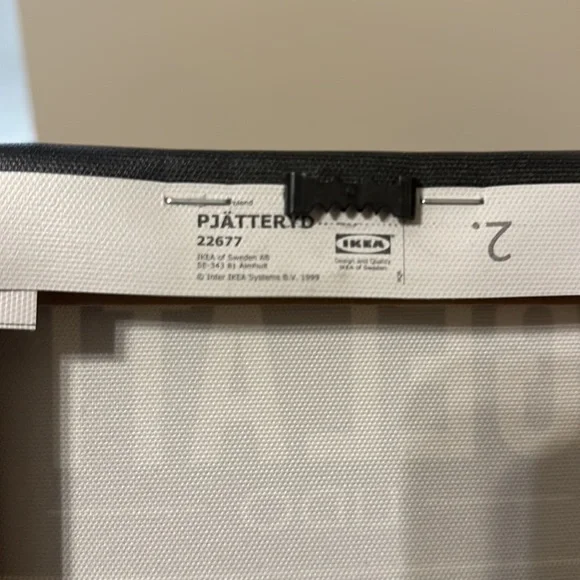 PJÄTTERYD
22677
IKEA of Sweden AB
SE-343 81 Älmhult
© Inter IKEA Systems B.V. 1999
IKEA
Design and Quality
IKEA of Sweden
2.